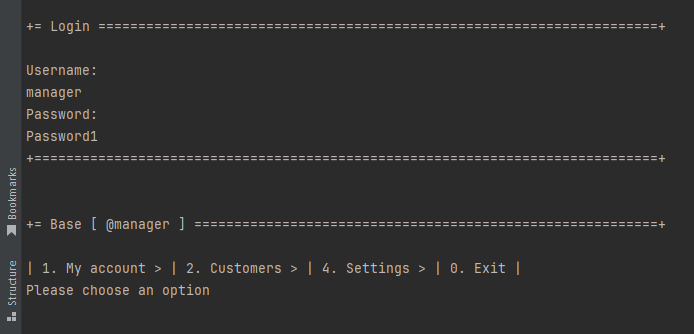 += Login ======================================================================+
Username:
manager
Password:
Password1
+==============================================================================+
+= Base [ @manager ] ==========================================================+
| 1. My account > | 2. Customers > | 4. Settings > | 0. Exit |
Please choose an option
Bookmarks
Structure